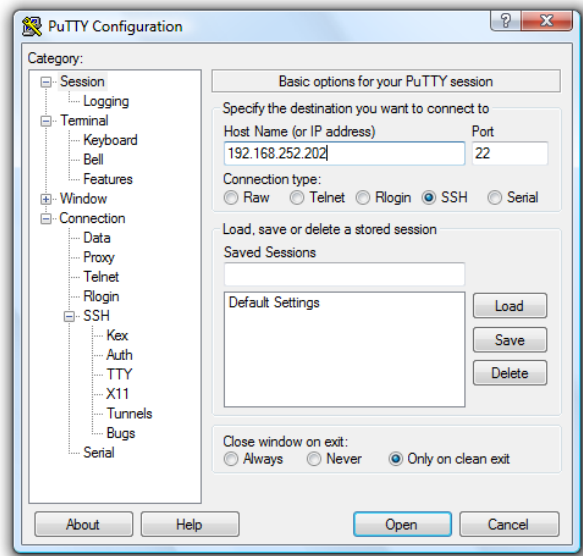 PuTTY Configuration
Category:
Session
Logging
Terminal
Keyboard
Bell
Features
Window
Connection
Data
Proxy
Telnet
Rlogin
SSH
Kex
Auth
TTY
X11
Tunnels
Bugs
Serial
Basic options for your PuTTY session
Specify the destination you want to connect to
Host Name (or IP address) Port
192.168.252.202 22
Connection type:
Raw Telnet Rlogin SSH Serial
Load, save or delete a stored session
Saved Sessions
Default Settings
Load
Save
Delete
Close window on exit:
Always Never Only on clean exit
About Help Open Cancel